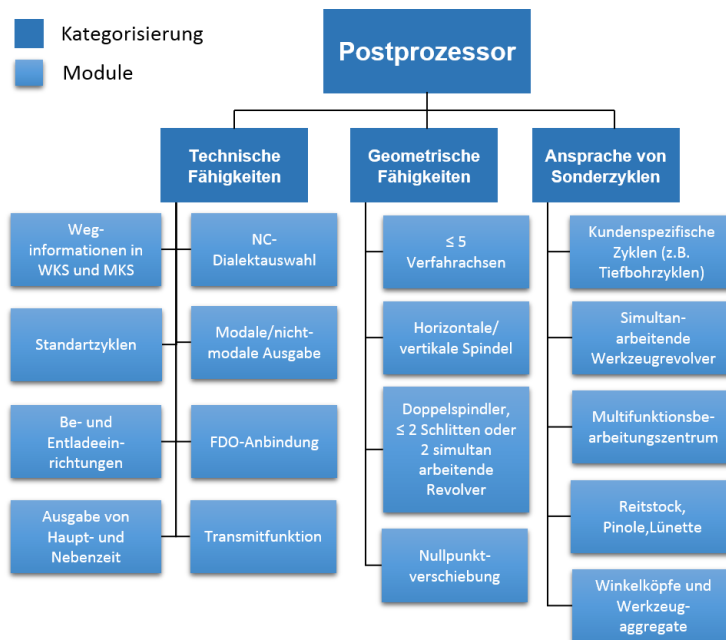 Kategorisierung
Module
Postprozessor
Technische
Fähigkeiten
Geometrische
Fähigkeiten
Ansprache von
Sonderzyklen
Weg-
informationen in
WKS und MKS
NC-
Dialektauswahl
Standartzyklen
Modale/nicht-
modale Ausgabe
Be- und
Entladeein-
richtungen
FDO-Anbindung
Ausgabe von
Haupt- und
Nebenzeit
Transmitfunktion
≤ 5
Verfahrachsen
Horizontale/
vertikale Spindel
Doppelspindler,
≤ 2 Schlitten oder
2 simultan
arbeitende
Revolver
Nullpunkt-
verschiebung
Kundenspezifische
Zyklen (z.B.
Tiefbohrzyklen)
Simultan-
arbeitende
Werkzeugrevolver
Multifunktionsbe-
arbeitungszentrum
Reitstock,
Pinole,Lünette
Winkelköpfe und
Werkzeug-
aggregate